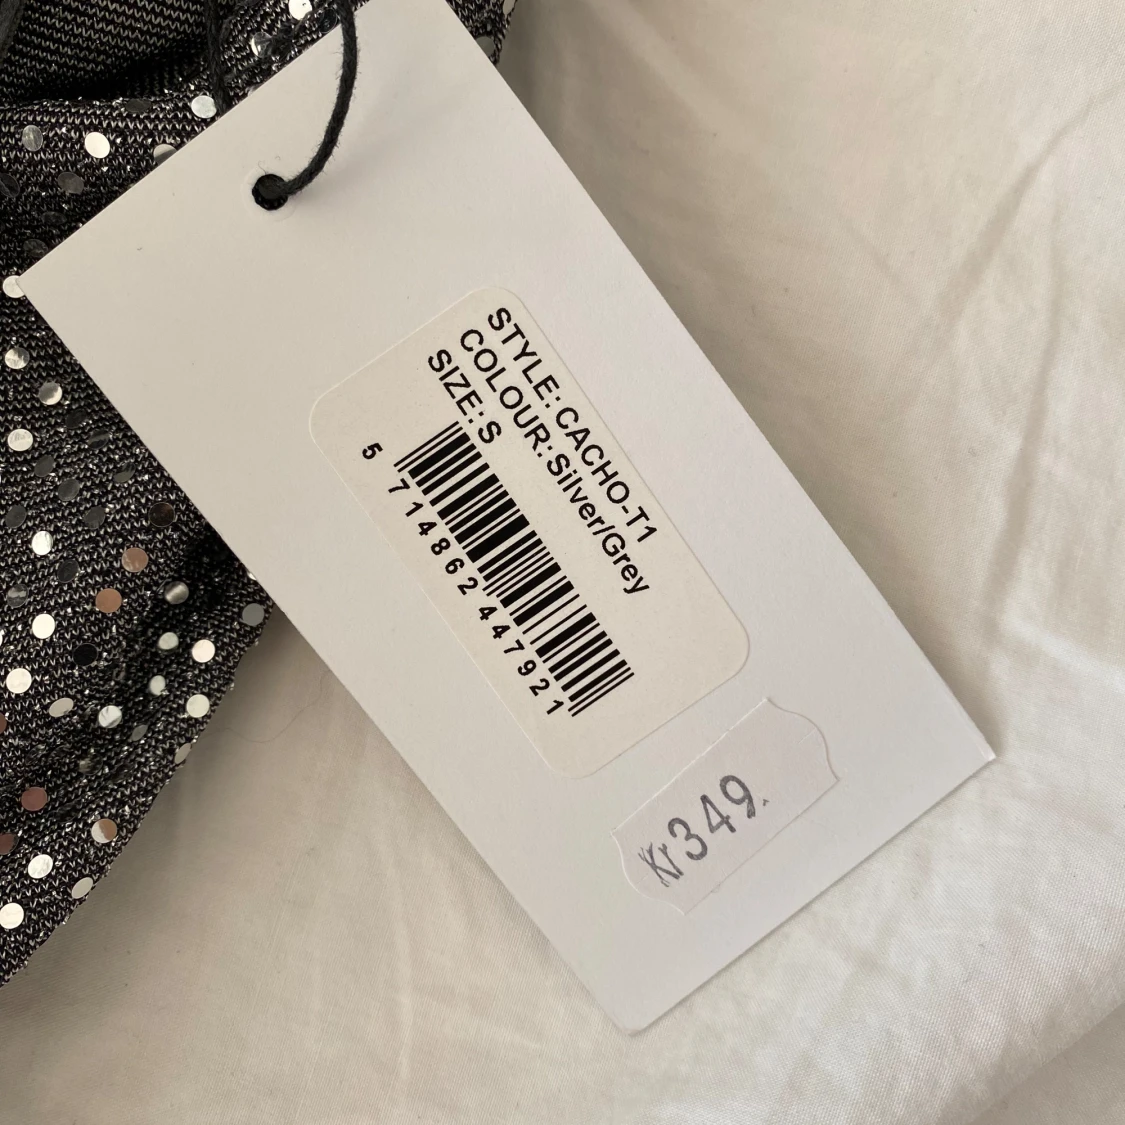 STYLE: CACHO-T1
COLOUR: Silver/Grey
SIZE: S
5 714862 447921
Kr349.